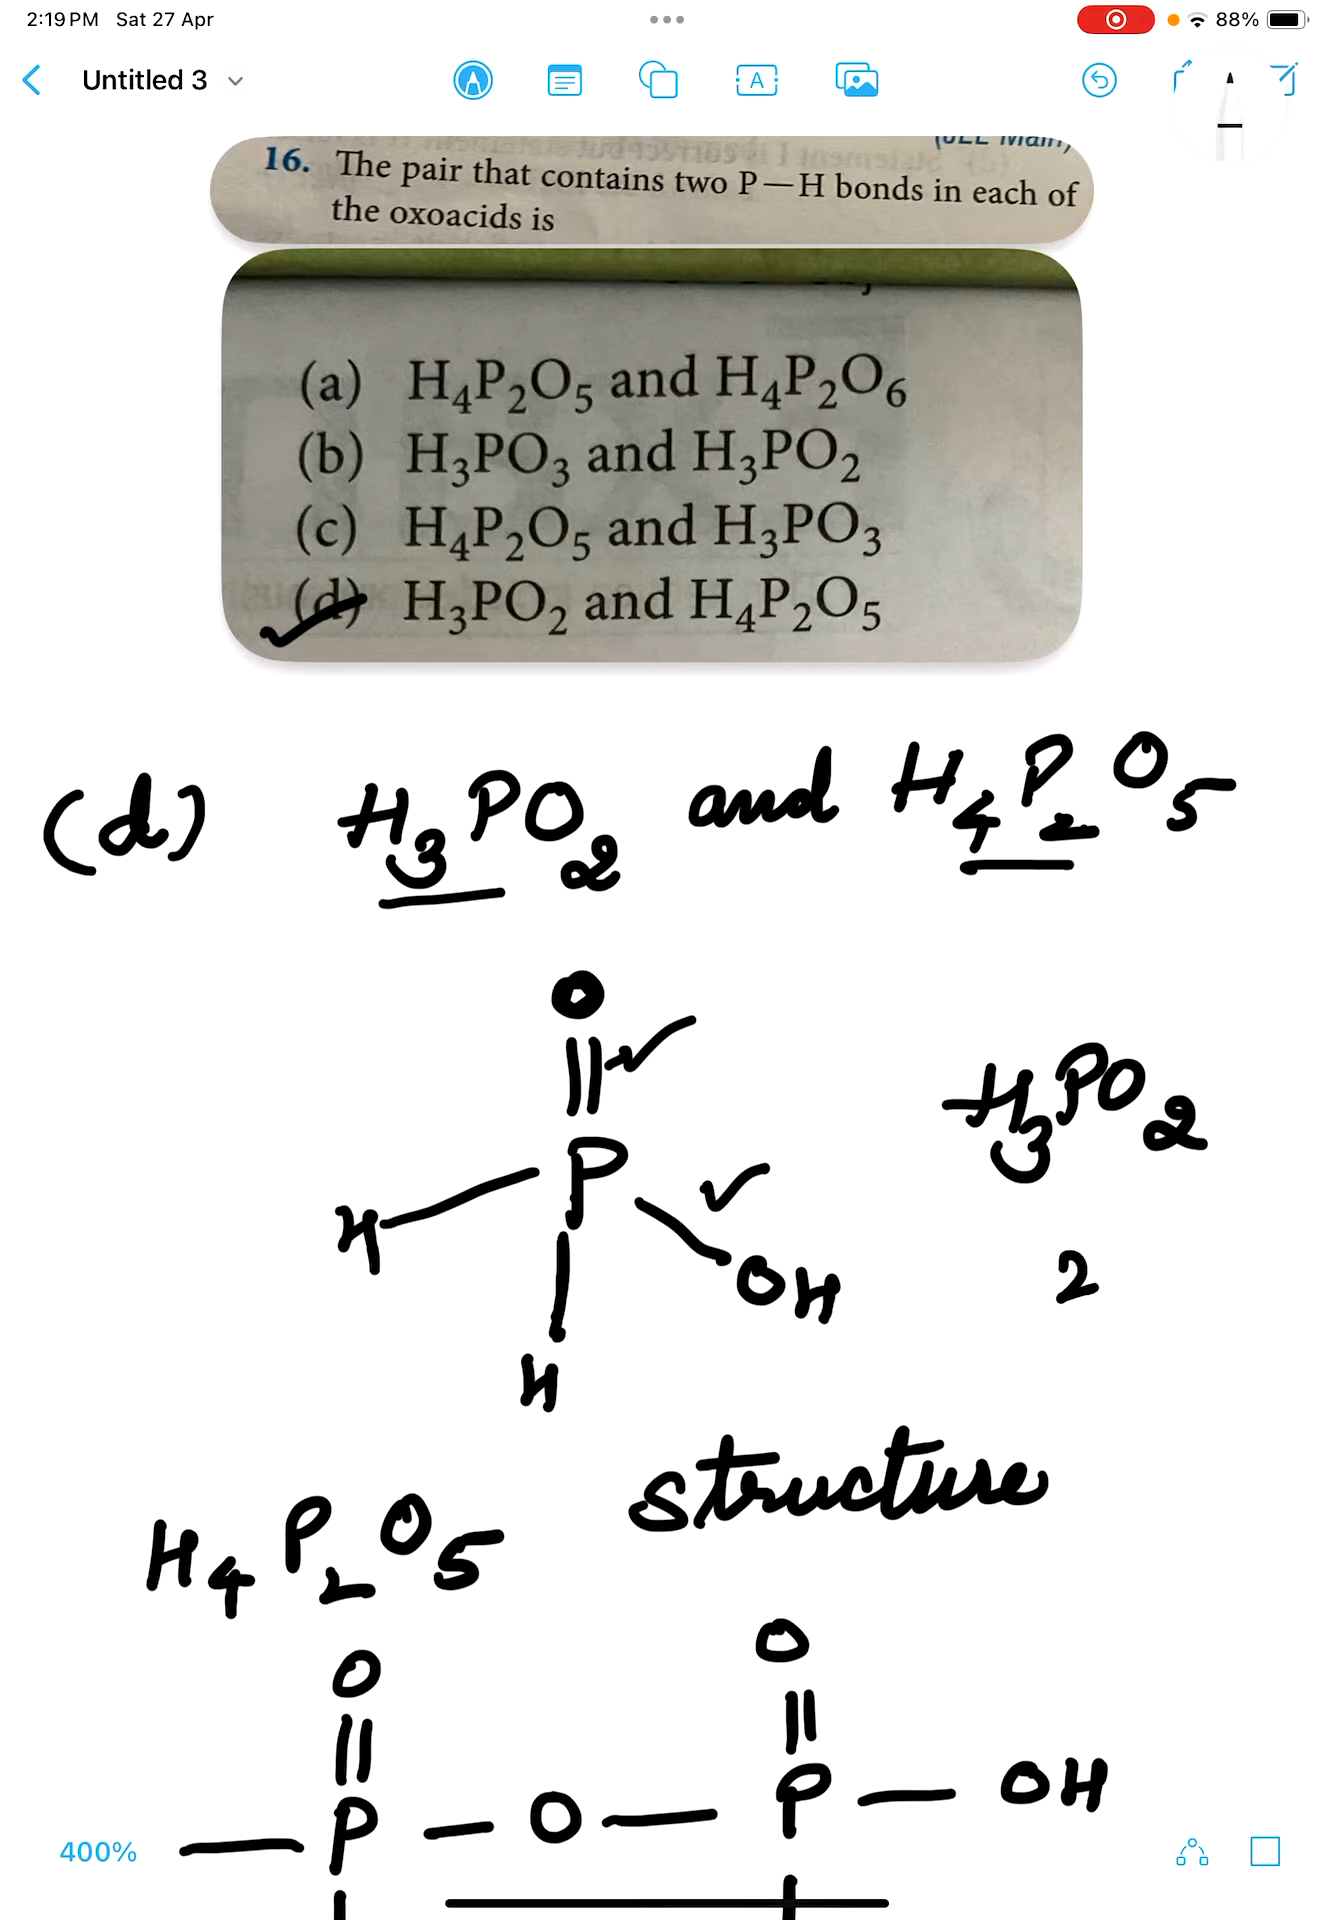 2:19 PM Sat 27 Apr
88%
Untitled 3
A
16. The pair that contains two P—H bonds in each of
the oxoacids is
(a) H₄P₂O₅ and H₄P₂O₆
(b) H₃PO₃ and H₃PO₂
(c) H₄P₂O₅ and H₃PO₃
(d) H₃PO₂ and H₄P₂O₅
(d) H₃PO₂ and H₄P₂O₅
O
P
H
OH
H
H₃PO₂
2
H₄P₂O₅ structure
O O
P — O — P — OH
400%